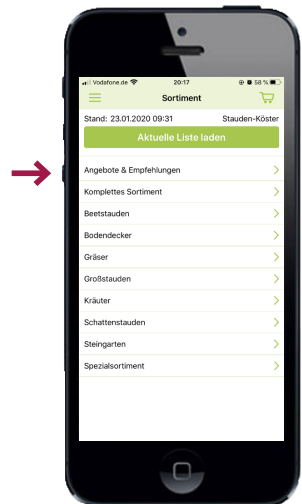 Vodafone.de 20:17 58 %
Sortiment
Stand: 23.01.2020 09:31 Stauden-Köster
Aktuelle Liste laden
Angebote & Empfehlungen
Komplettes Sortiment
Beetstauden
Bodendecker
Gräser
Großstauden
Kräuter
Schattenstauden
Steingarten
Spezialsortiment